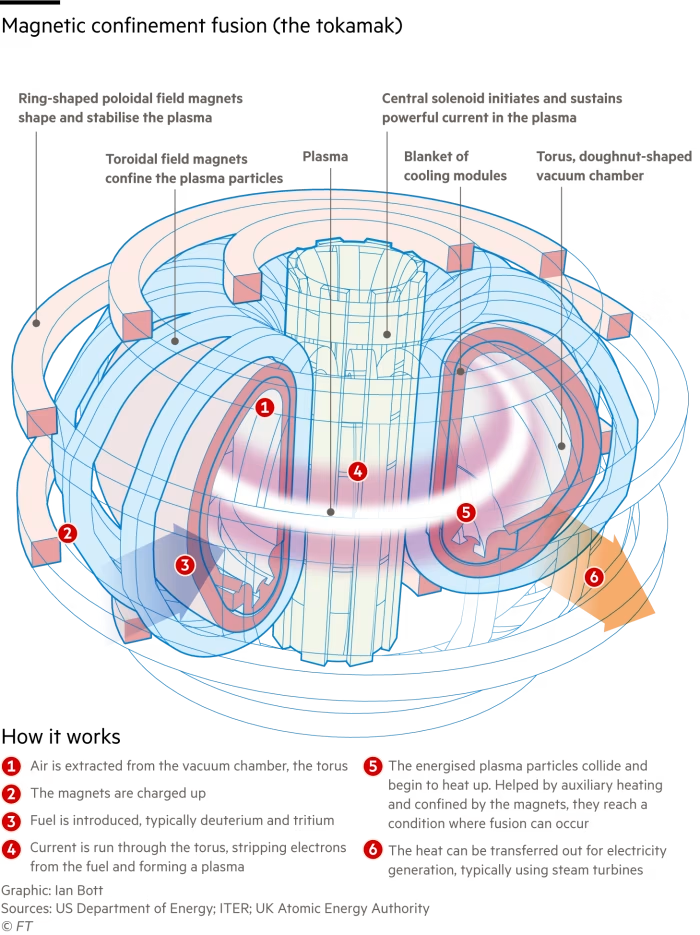 Magnetic confinement fusion (the tokamak)
Ring-shaped poloidal field magnets
shape and stabilise the plasma
Central solenoid initiates and sustains
powerful current in the plasma
Toroidal field magnets
confine the plasma particles
Plasma
Blanket of
cooling modules
Torus, doughnut-shaped
vacuum chamber
1
4
5
2
3
6
How it works
1 Air is extracted from the vacuum chamber, the torus
2 The magnets are charged up
3 Fuel is introduced, typically deuterium and tritium
4 Current is run through the torus, stripping electrons
from the fuel and forming a plasma
5 The energised plasma particles collide and
begin to heat up. Helped by auxiliary heating
and confined by the magnets, they reach a
condition where fusion can occur
6 The heat can be transferred out for electricity
generation, typically using steam turbines
Graphic: Ian Bott
Sources: US Department of Energy; ITER; UK Atomic Energy Authority
© FT